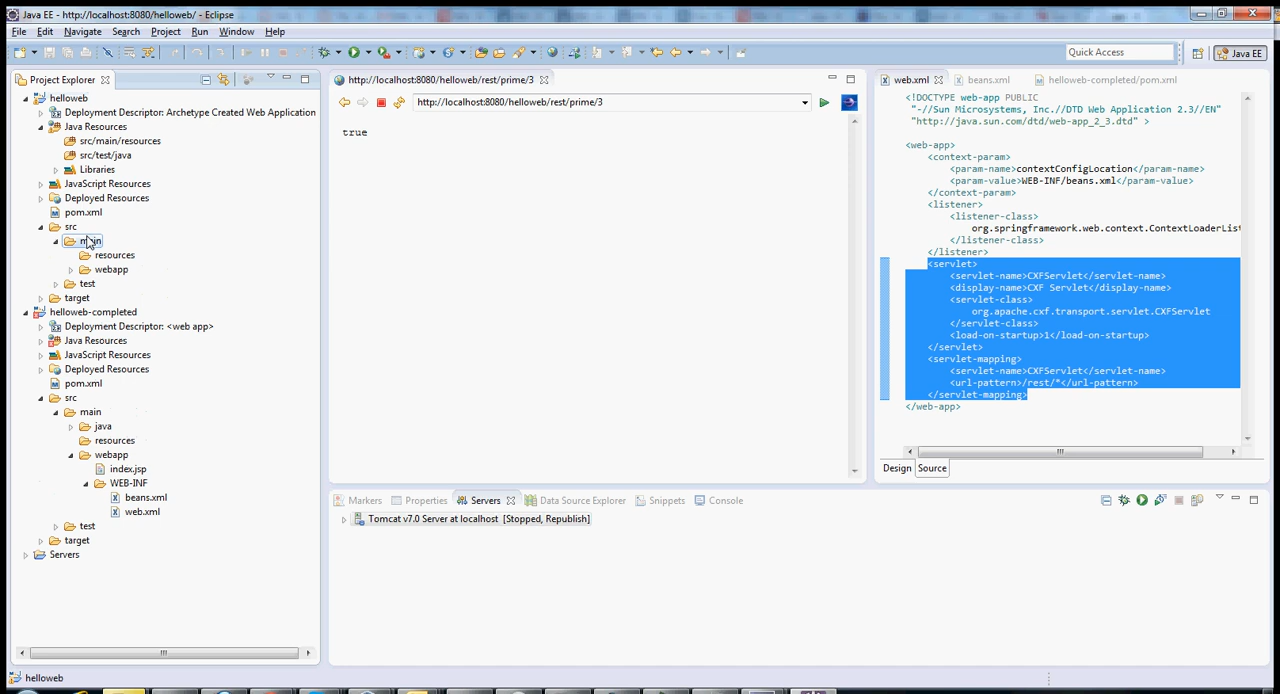 Java EE - http://localhost:8080/helloweb/ - Eclipse
File Edit Navigate Search Project Run Window Help
Quick Access
Java EE
Project Explorer
helloweb
Deployment Descriptor: Archetype Created Web Application
Java Resources
src/main/resources
src/test/java
Libraries
JavaScript Resources
Deployed Resources
pom.xml
src
main
resources
webapp
test
target
helloweb-completed
Deployment Descriptor: <web app>
Java Resources
JavaScript Resources
Deployed Resources
pom.xml
src
main
java
resources
webapp
index.jsp
WEB-INF
beans.xml
web.xml
test
target
Servers
helloweb
http://localhost:8080/helloweb/rest/prime/3
http://localhost:8080/helloweb/rest/prime/3
true
web.xml beans.xml helloweb-completed/pom.xml
<!DOCTYPE web-app PUBLIC
"-//Sun Microsystems, Inc.//DTD Web Application 2.3//EN"
"http://java.sun.com/dtd/web-app_2_3.dtd" >
<web-app>
<context-param>
<param-name>contextConfigLocation</param-name>
<param-value>WEB-INF/beans.xml</param-value>
</context-param>
<listener>
<listener-class>
org.springframework.web.context.ContextLoaderList
</listener-class>
</listener>
<servlet>
<servlet-name>CXFServlet</servlet-name>
<display-name>CXF Servlet</display-name>
<servlet-class>
org.apache.cxf.transport.servlet.CXFServlet
</servlet-class>
<load-on-startup>1</load-on-startup>
</servlet>
<servlet-mapping>
<servlet-name>CXFServlet</servlet-name>
<url-pattern>/rest/*</url-pattern>
</servlet-mapping>
</web-app>
Design Source
Markers Properties Servers Data Source Explorer Snippets Console
Tomcat v7.0 Server at localhost [Stopped, Republish]